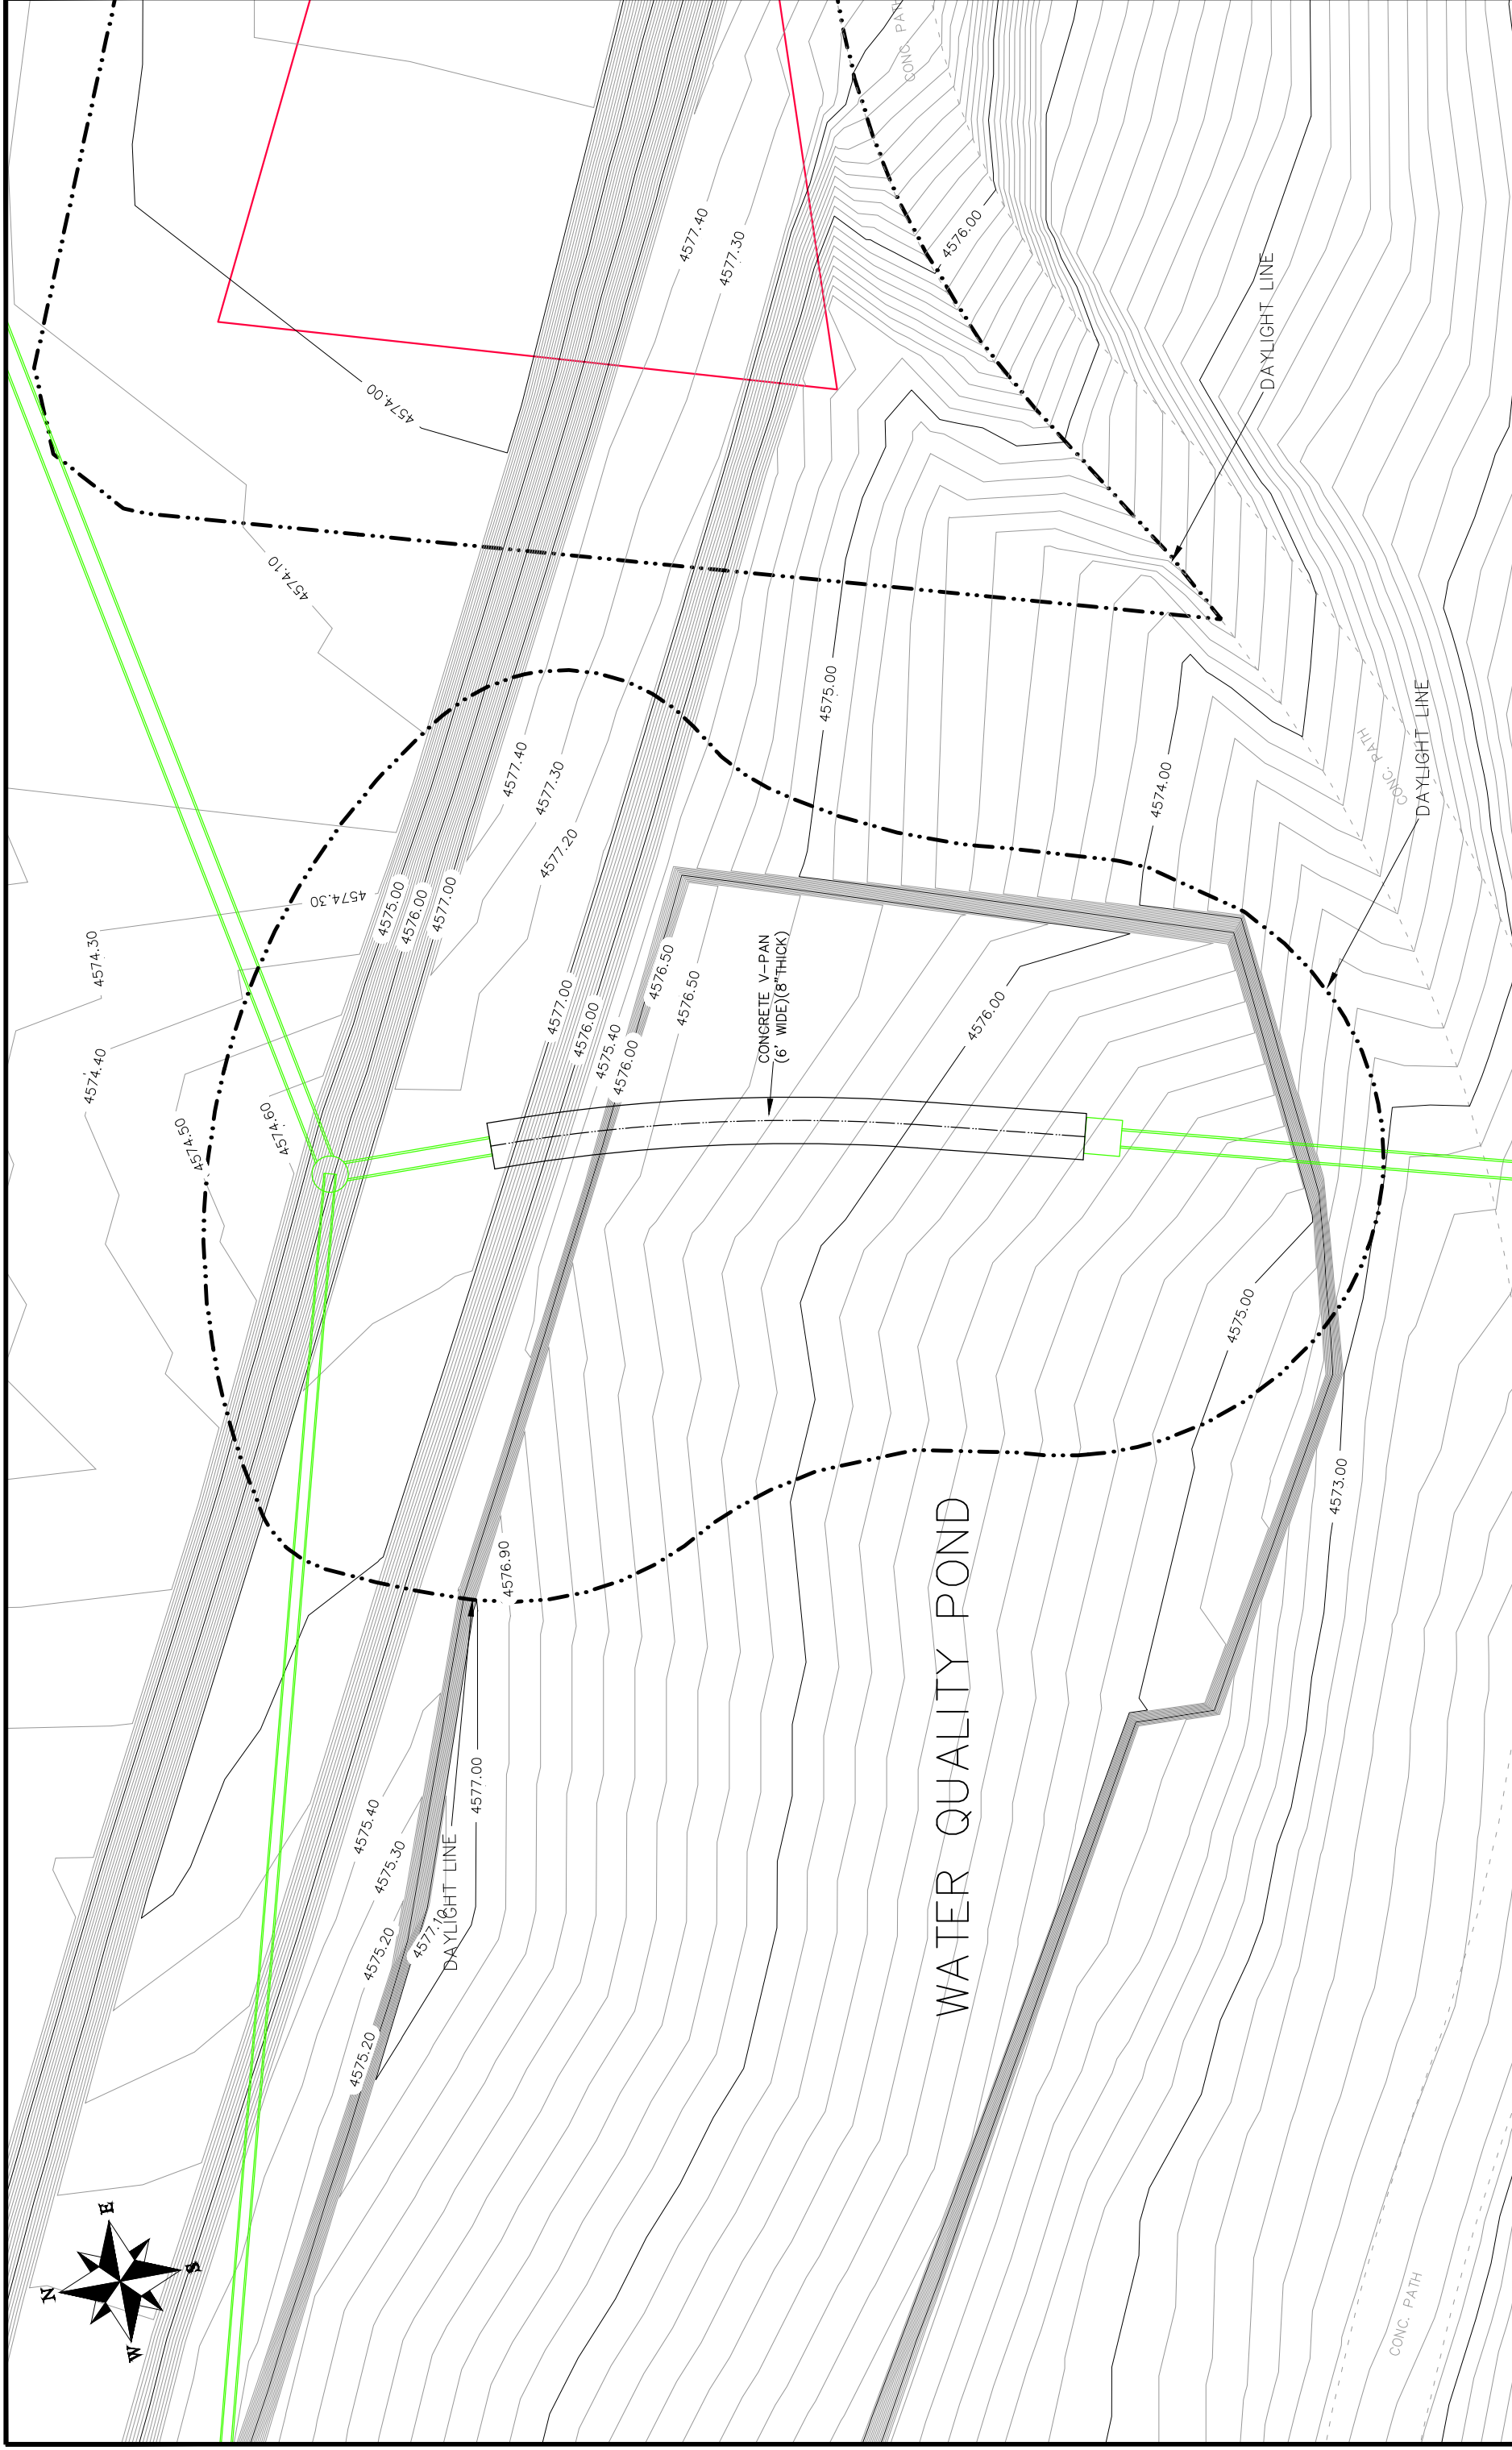 CONC. PATH
4577.40
4577.30
4576.00
DAYLIGHT LINE
4574.00
4574.10
4575.00
DAYLIGHT LINE
CONC. PATH
4577.40
4577.30
4574.00
4577.20
4574.30
4575.00
4576.00
4577.00
4574.30
4576.50
4576.50
CONCRETE V-PAN
(6' WIDE)(8"THICK)
4576.00
4577.00
4576.00
4575.40
4576.00
4574.40
4574.50
4574.60
4575.00
4573.00
4576.90
WATER QUALITY POND
4577.00
4575.40
4575.30
DAYLIGHT LINE
4577.10
4575.20
4575.20
E
N
S
W
CONC. PATH